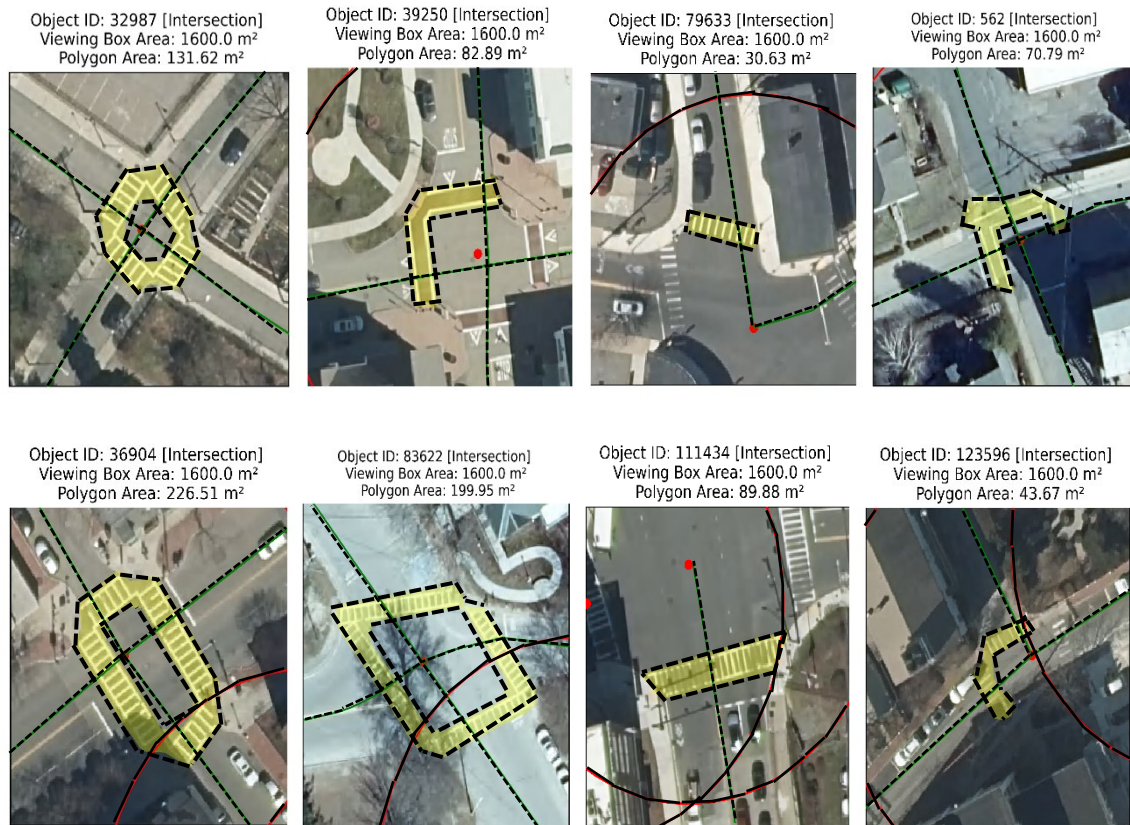 Object ID: 32987 [Intersection]
Viewing Box Area: 1600.0 m²
Polygon Area: 131.62 m²
Object ID: 39250 [Intersection]
Viewing Box Area: 1600.0 m²
Polygon Area: 82.89 m²
Object ID: 79633 [Intersection]
Viewing Box Area: 1600.0 m²
Polygon Area: 30.63 m²
Object ID: 562 [Intersection]
Viewing Box Area: 1600.0 m²
Polygon Area: 70.79 m²
Object ID: 36904 [Intersection]
Viewing Box Area: 1600.0 m²
Polygon Area: 226.51 m²
Object ID: 83622 [Intersection]
Viewing Box Area: 1600.0 m²
Polygon Area: 199.95 m²
Object ID: 111434 [Intersection]
Viewing Box Area: 1600.0 m²
Polygon Area: 89.88 m²
Object ID: 123596 [Intersection]
Viewing Box Area: 1600.0 m²
Polygon Area: 43.67 m²